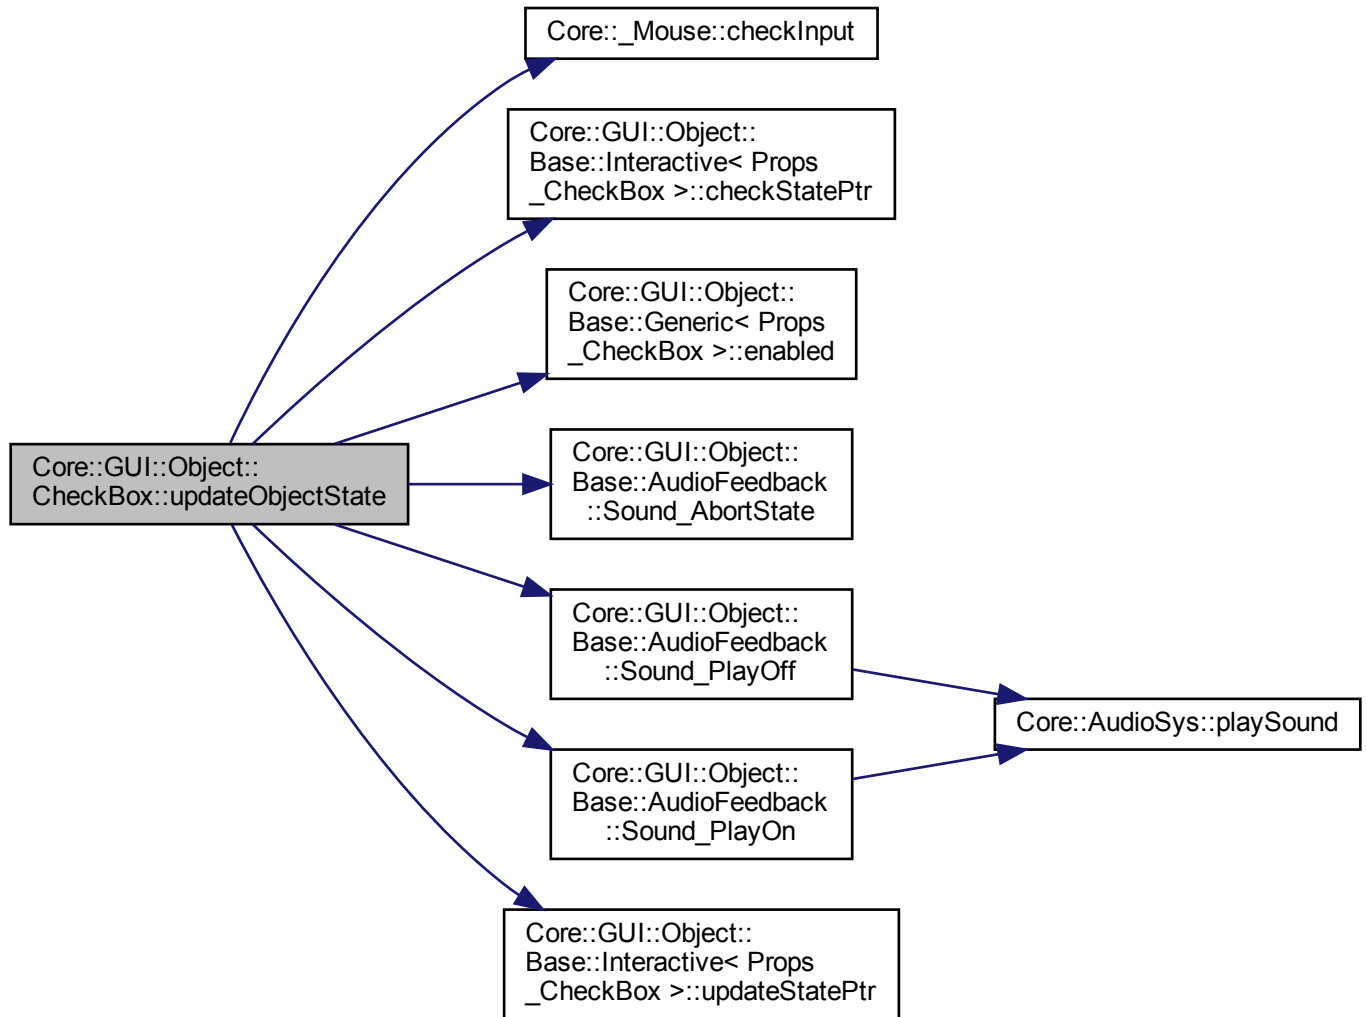 Core::_Mouse::checkInput
Core::GUI::Object::
Base::Interactive< Props
_CheckBox >::checkStatePtr
Core::GUI::Object::
Base::Generic< Props
_CheckBox >::enabled
Core::GUI::Object::
CheckBox::updateObjectState
Core::GUI::Object::
Base::AudioFeedback
::Sound_AbortState
Core::GUI::Object::
Base::AudioFeedback
::Sound_PlayOff
Core::AudioSys::playSound
Core::GUI::Object::
Base::AudioFeedback
::Sound_PlayOn
Core::GUI::Object::
Base::Interactive< Props
_CheckBox >::updateStatePtr